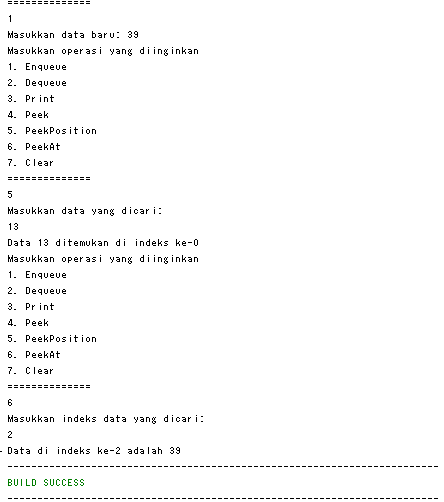 ==============
1
Masukkan data baru: 39
Masukkan operasi yang diinginkan
1. Enqueue
2. Dequeue
3. Print
4. Peek
5. PeekPosition
6. PeekAt
7. Clear
==============
5
Masukkan data yang dicari:
13
Data 13 ditemukan di indeks ke-0
Masukkan operasi yang diinginkan
1. Enqueue
2. Dequeue
3. Print
4. Peek
5. PeekPosition
6. PeekAt
7. Clear
==============
6
Masukkan indeks data yang dicari:
2
Data di indeks ke-2 adalah 39
------------------------------------------------------------------------
BUILD SUCCESS
------------------------------------------------------------------------